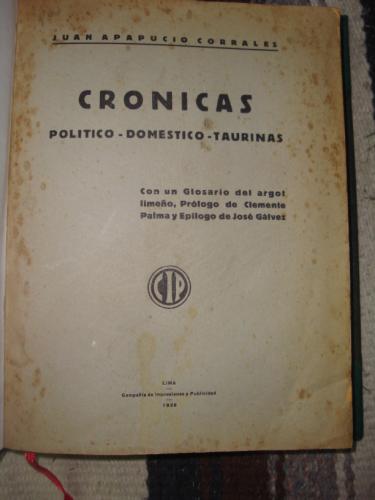 JUAN APAPUCIO CORRALES
CRONICAS
POLITICO - DOMESTICO - TAURINAS
Con un Glosario del argot
limeño, Prólogo de Clemente
Palma y Epílogo de José Gálvez
CIP
LIMA
Compañía de Impresiones y Publicidad